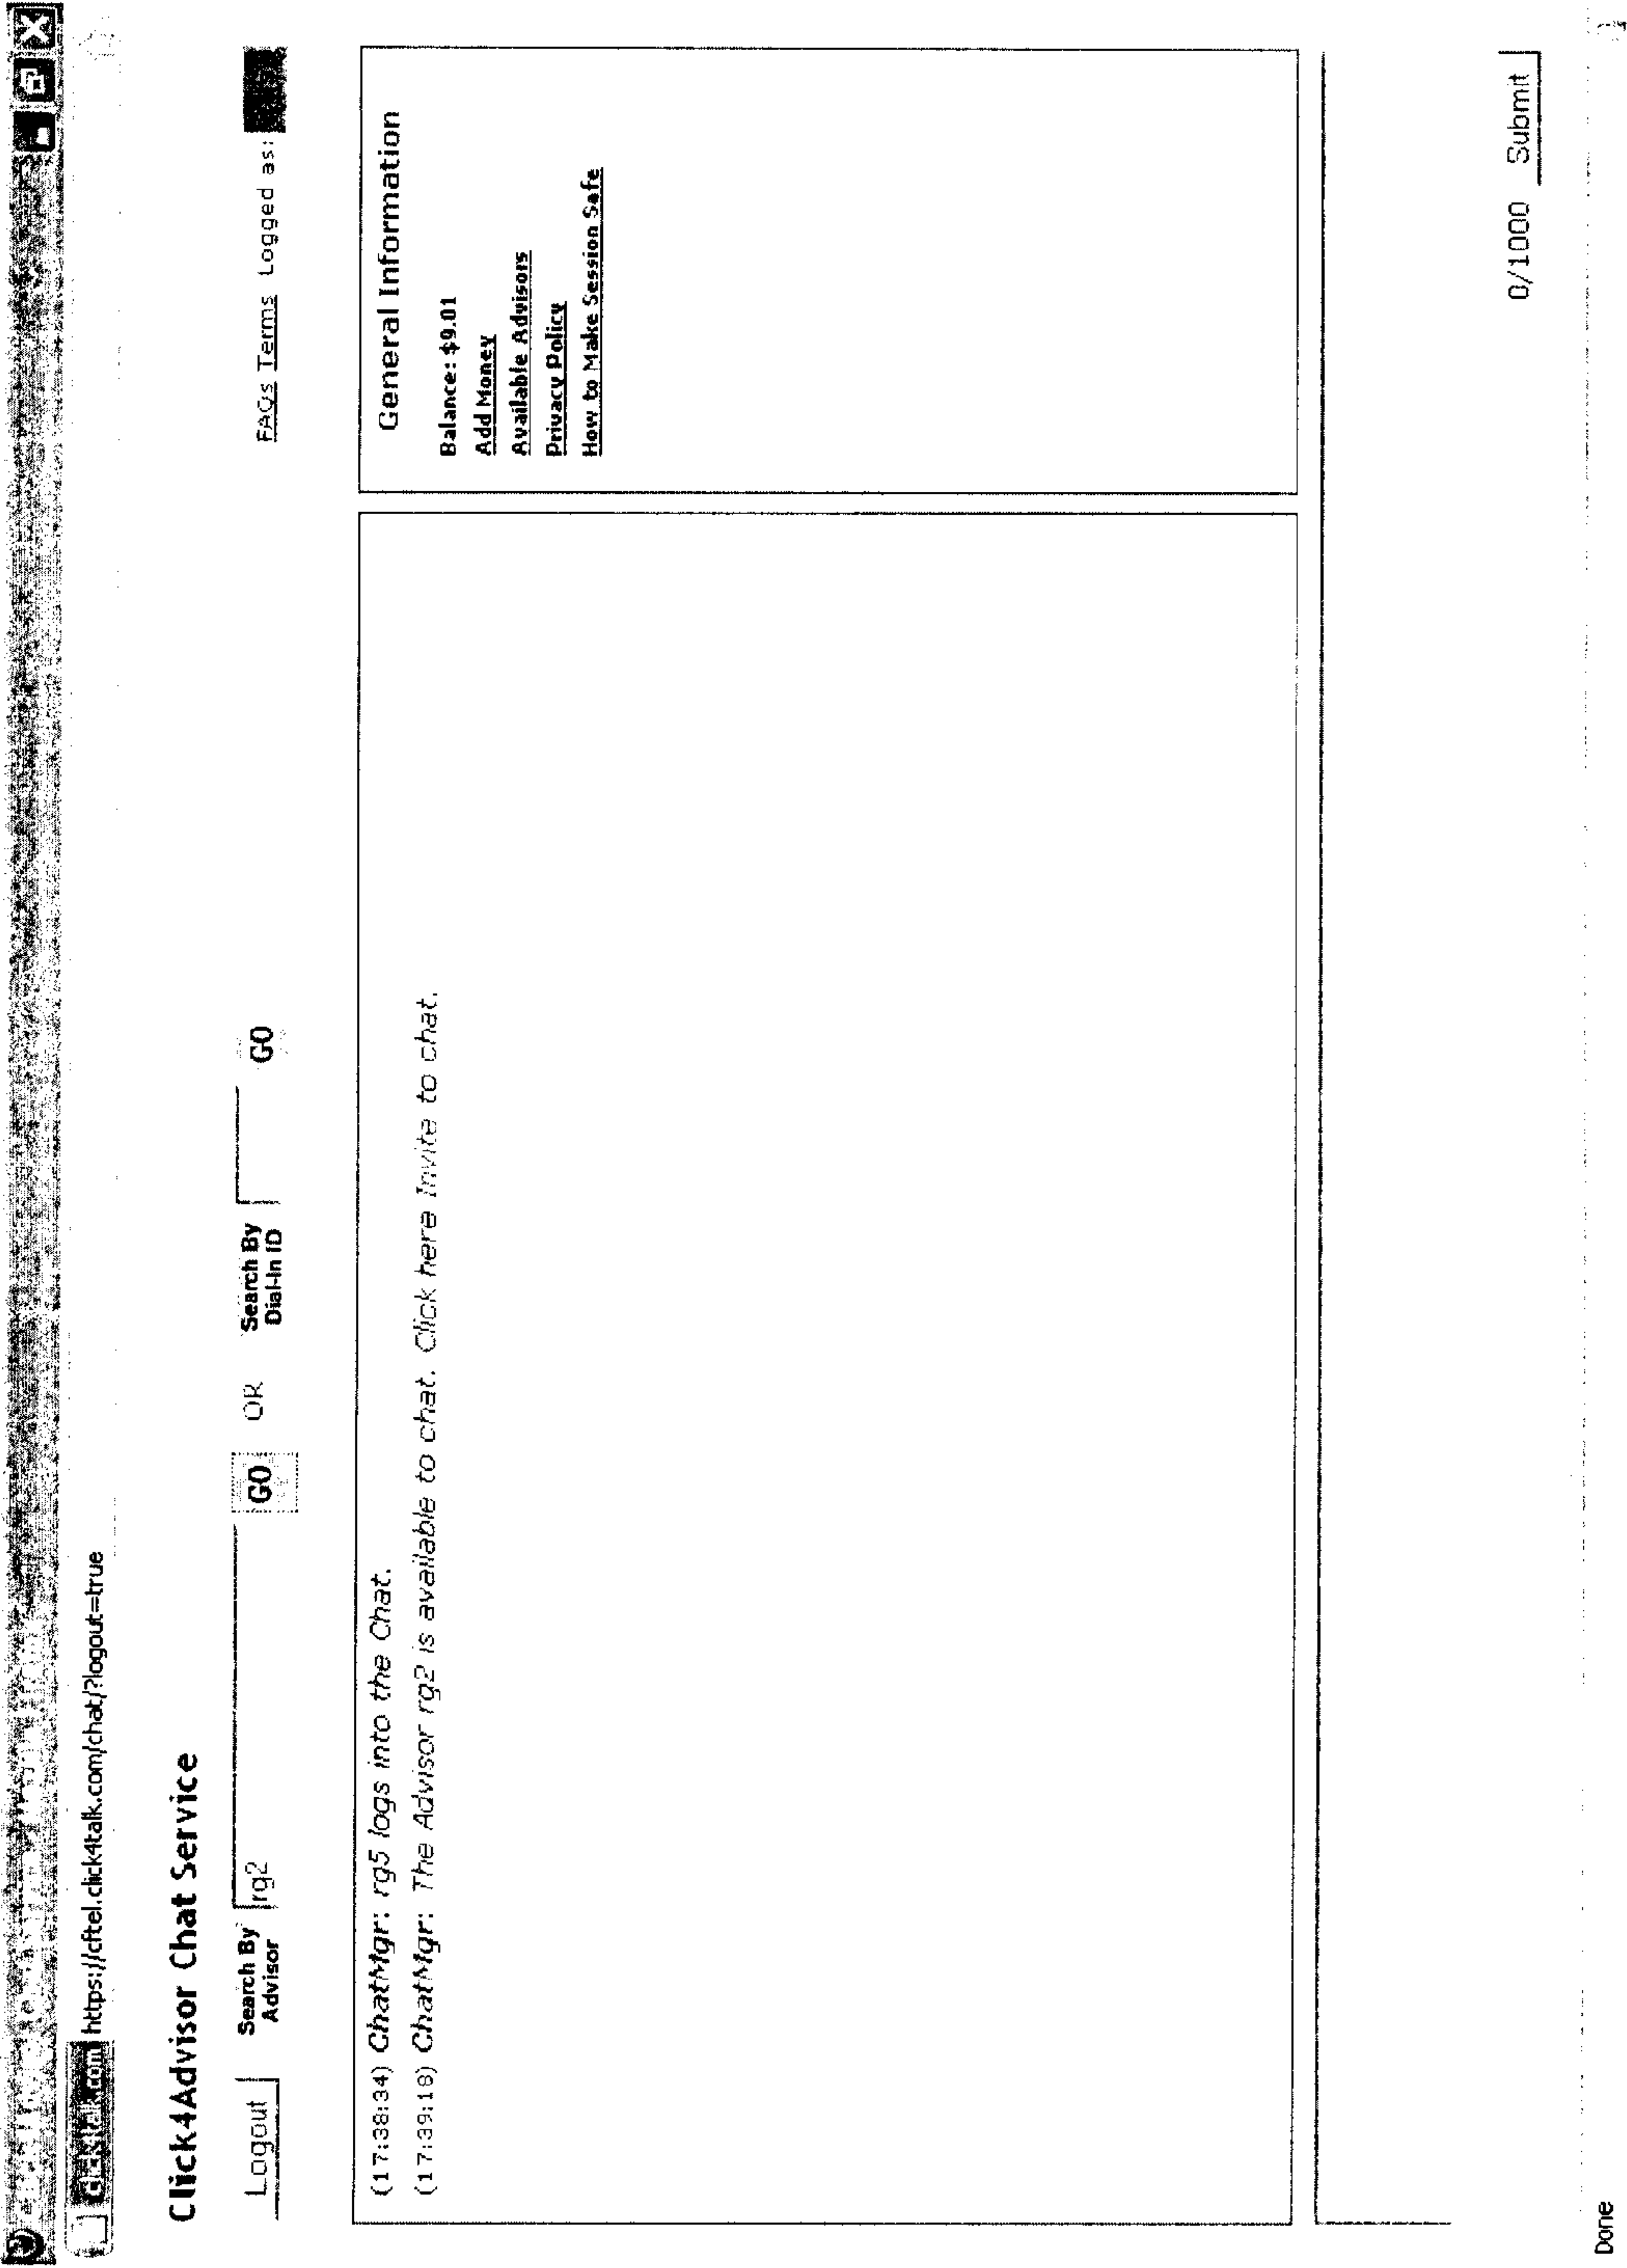 click4talk.com https://cftel.click4talk.com/chat/?logout=true
Click4Advisor Chat Service
FAQs Terms Logged as:
Logout Search By Advisor rg2 GO OR Search By Dial-In ID GO
(17:38:34) ChatMgr: rg5 logs into the Chat.
(17:39:18) ChatMgr: The Advisor rg2 is available to chat. Click here Invite to chat.
General Information
Balance: $9.01
Add Money
Available Advisors
Privacy Policy
How to Make Session Safe
0/1000 Submit
Done